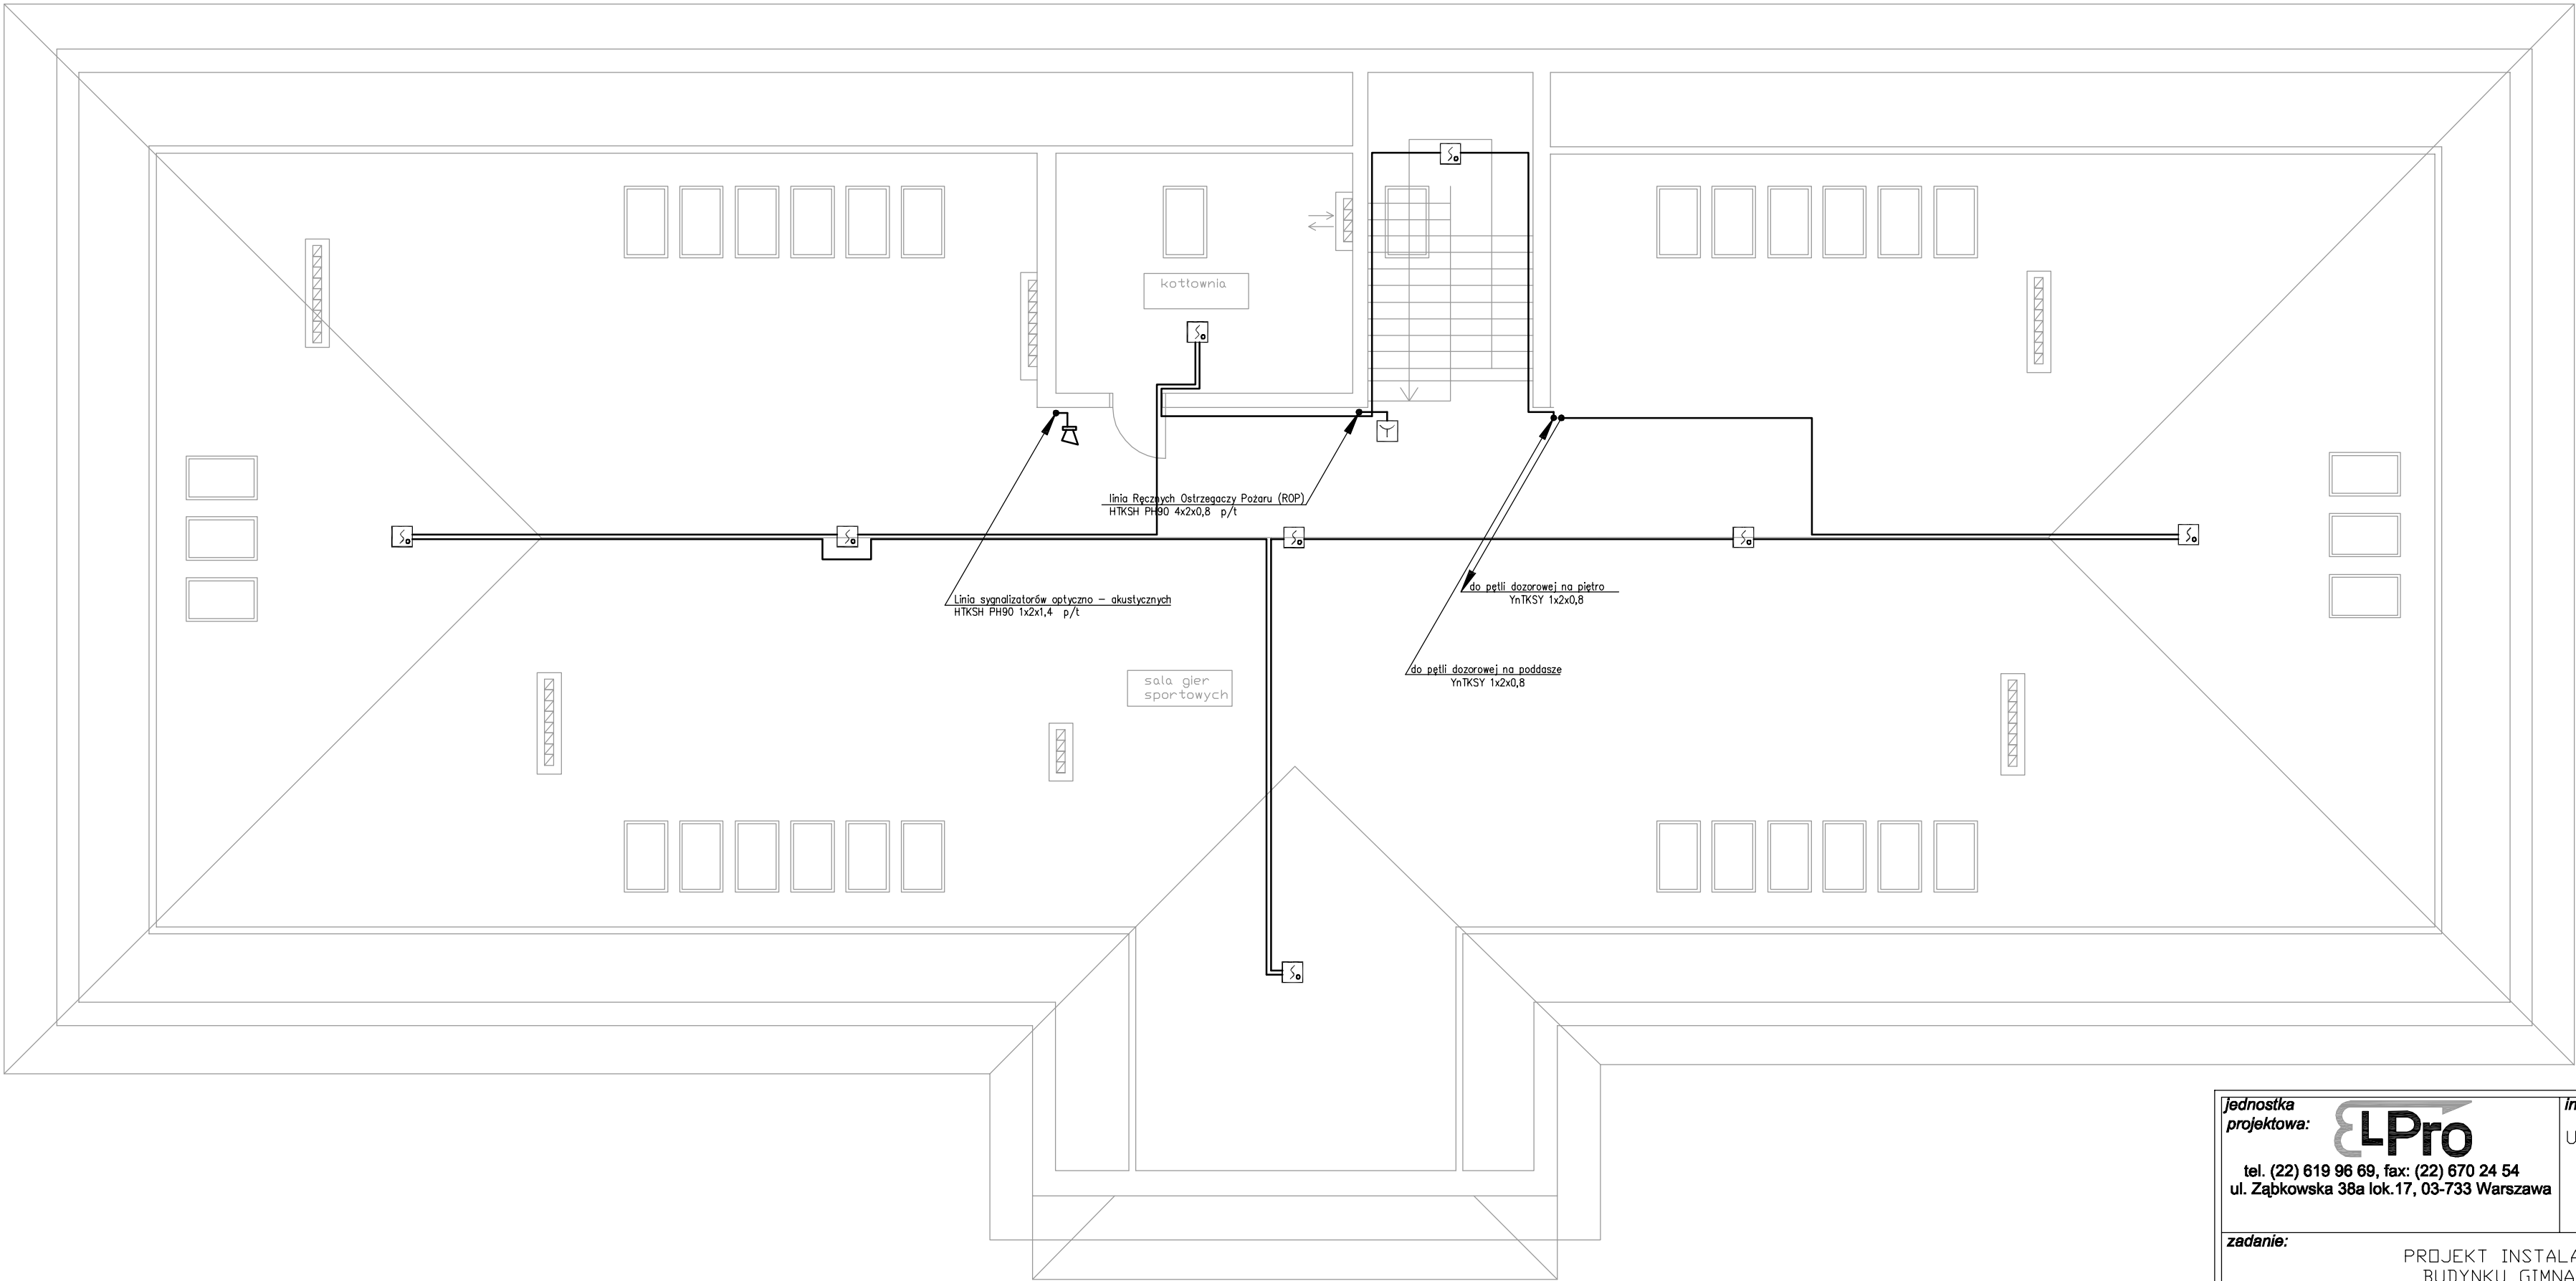 kotłownia
linia Ręcznych Ostrzegaczy Pożaru (ROP)
HTKSH PH90 4x2x0,8 p/t
Linia sygnalizatorów optyczno – akustycznych
HTKSH PH90 1x2x1,4 p/t
do pętli dozorowej na piętro
YnTKSY 1x2x0,8
do pętli dozorowej na poddasze
YnTKSY 1x2x0,8
sala gier
sportowych
jednostka
projektowa:
ELPro
tel. (22) 619 96 69, fax: (22) 670 24 54
ul. Ząbkowska 38a lok.17, 03-733 Warszawa
zadanie:
PROJEKT
BUDYNKU